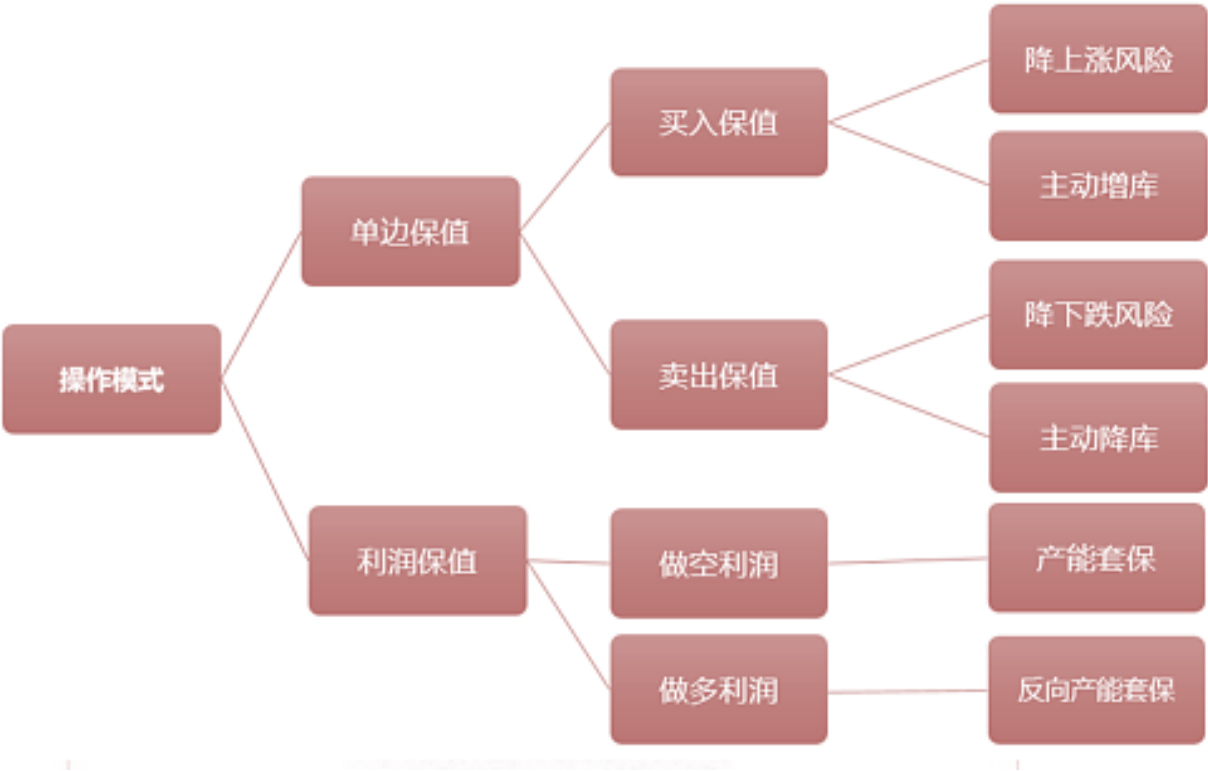 操作模式
单边保值
买入保值
降上涨风险
主动增库
卖出保值
降下跌风险
主动降库
利润保值
做空利润
产能套保
做多利润
反向产能套保